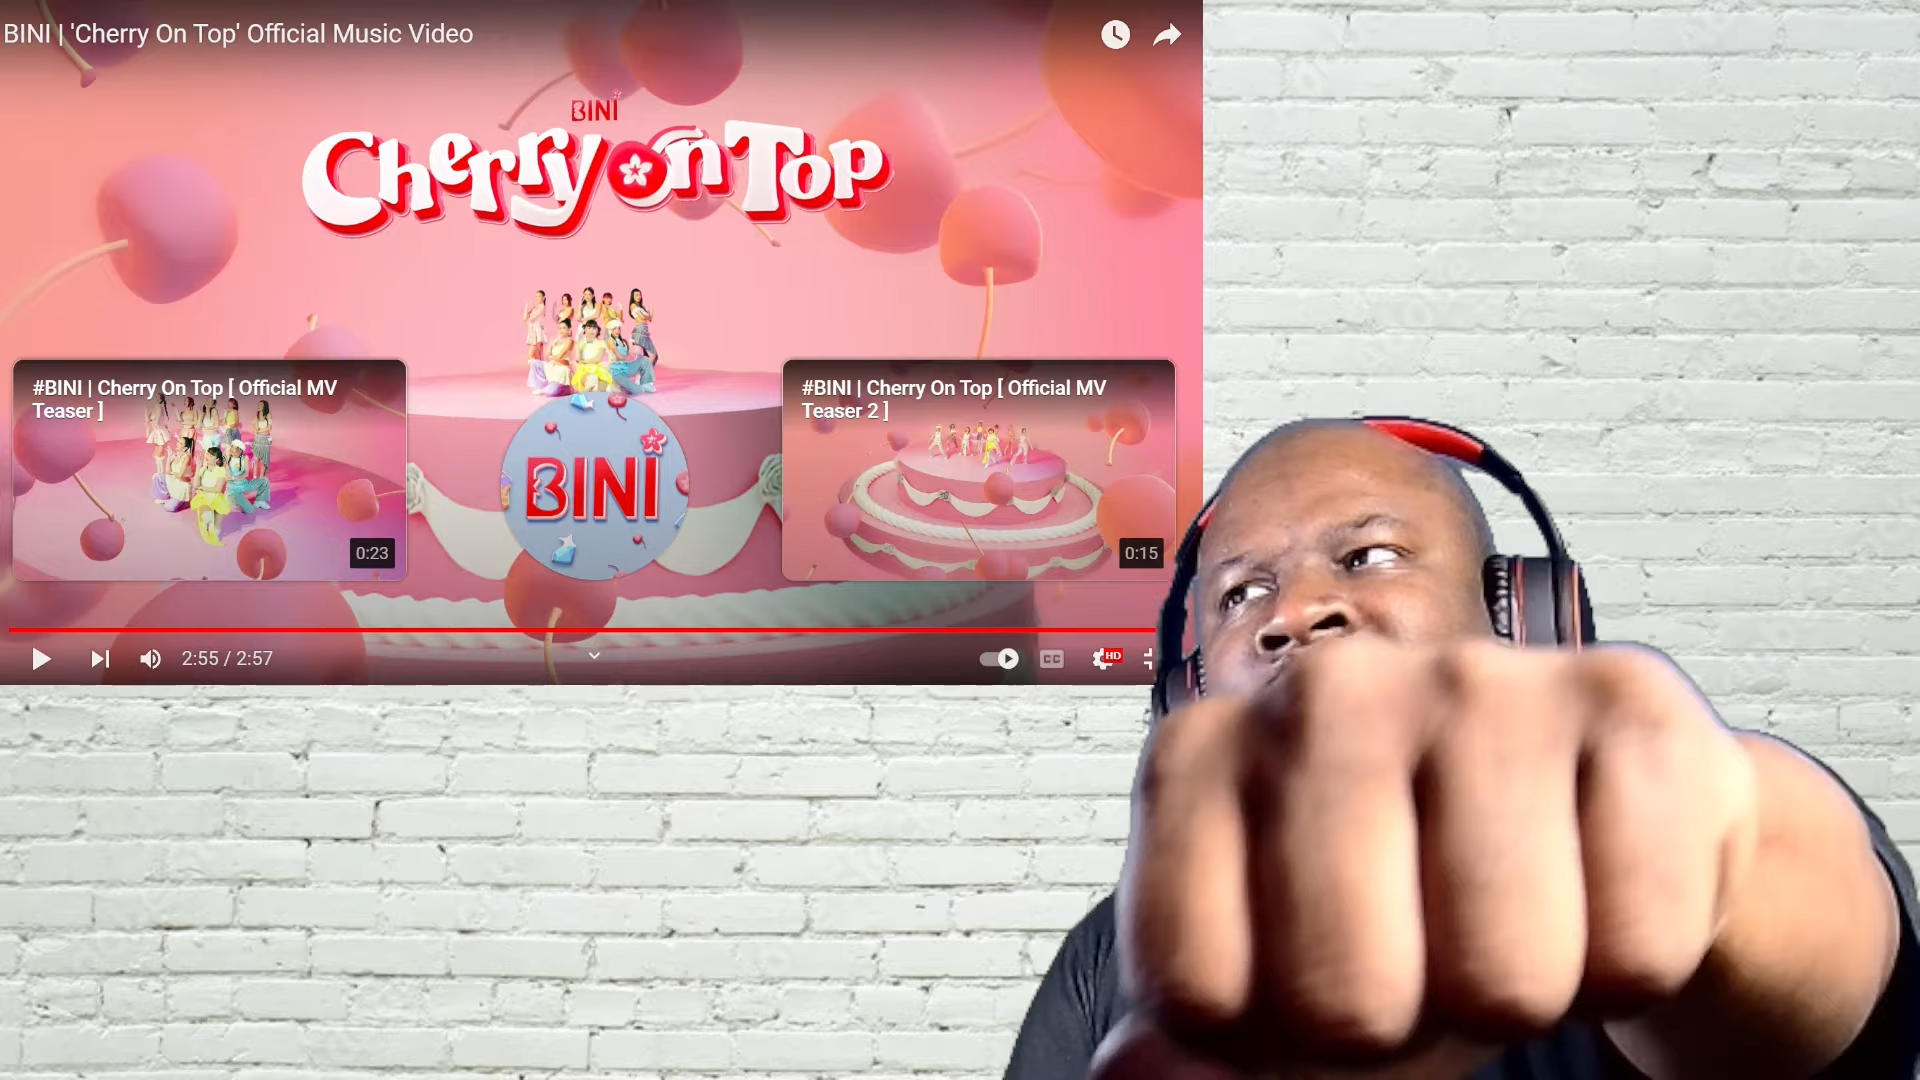 BINI | 'Cherry On Top' Official Music Video
BINI
Cherry on Top
#BINI | Cherry On Top [ Official MV
Teaser ]
0:23
BINI
#BINI | Cherry On Top [ Official MV
Teaser 2 ]
0:15
2:55 / 2:57
CC
HD